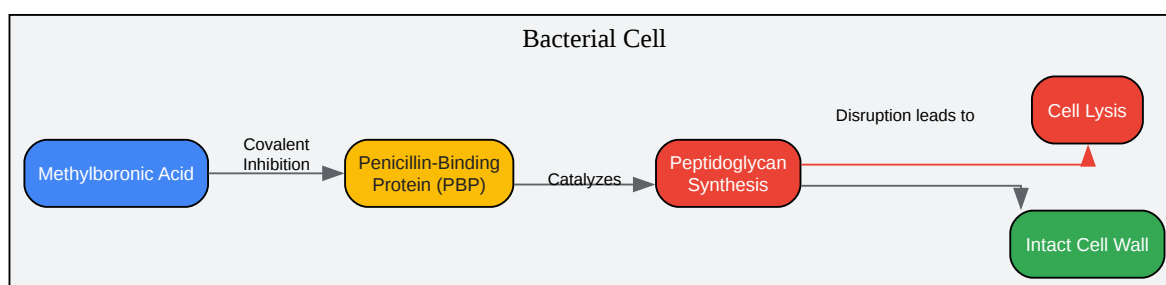 Bacterial Cell
Methylboronic Acid
Covalent
Inhibition
Penicillin-Binding
Protein (PBP)
Catalyzes
Peptidoglycan
Synthesis
Disruption leads to
Cell Lysis
Intact Cell Wall